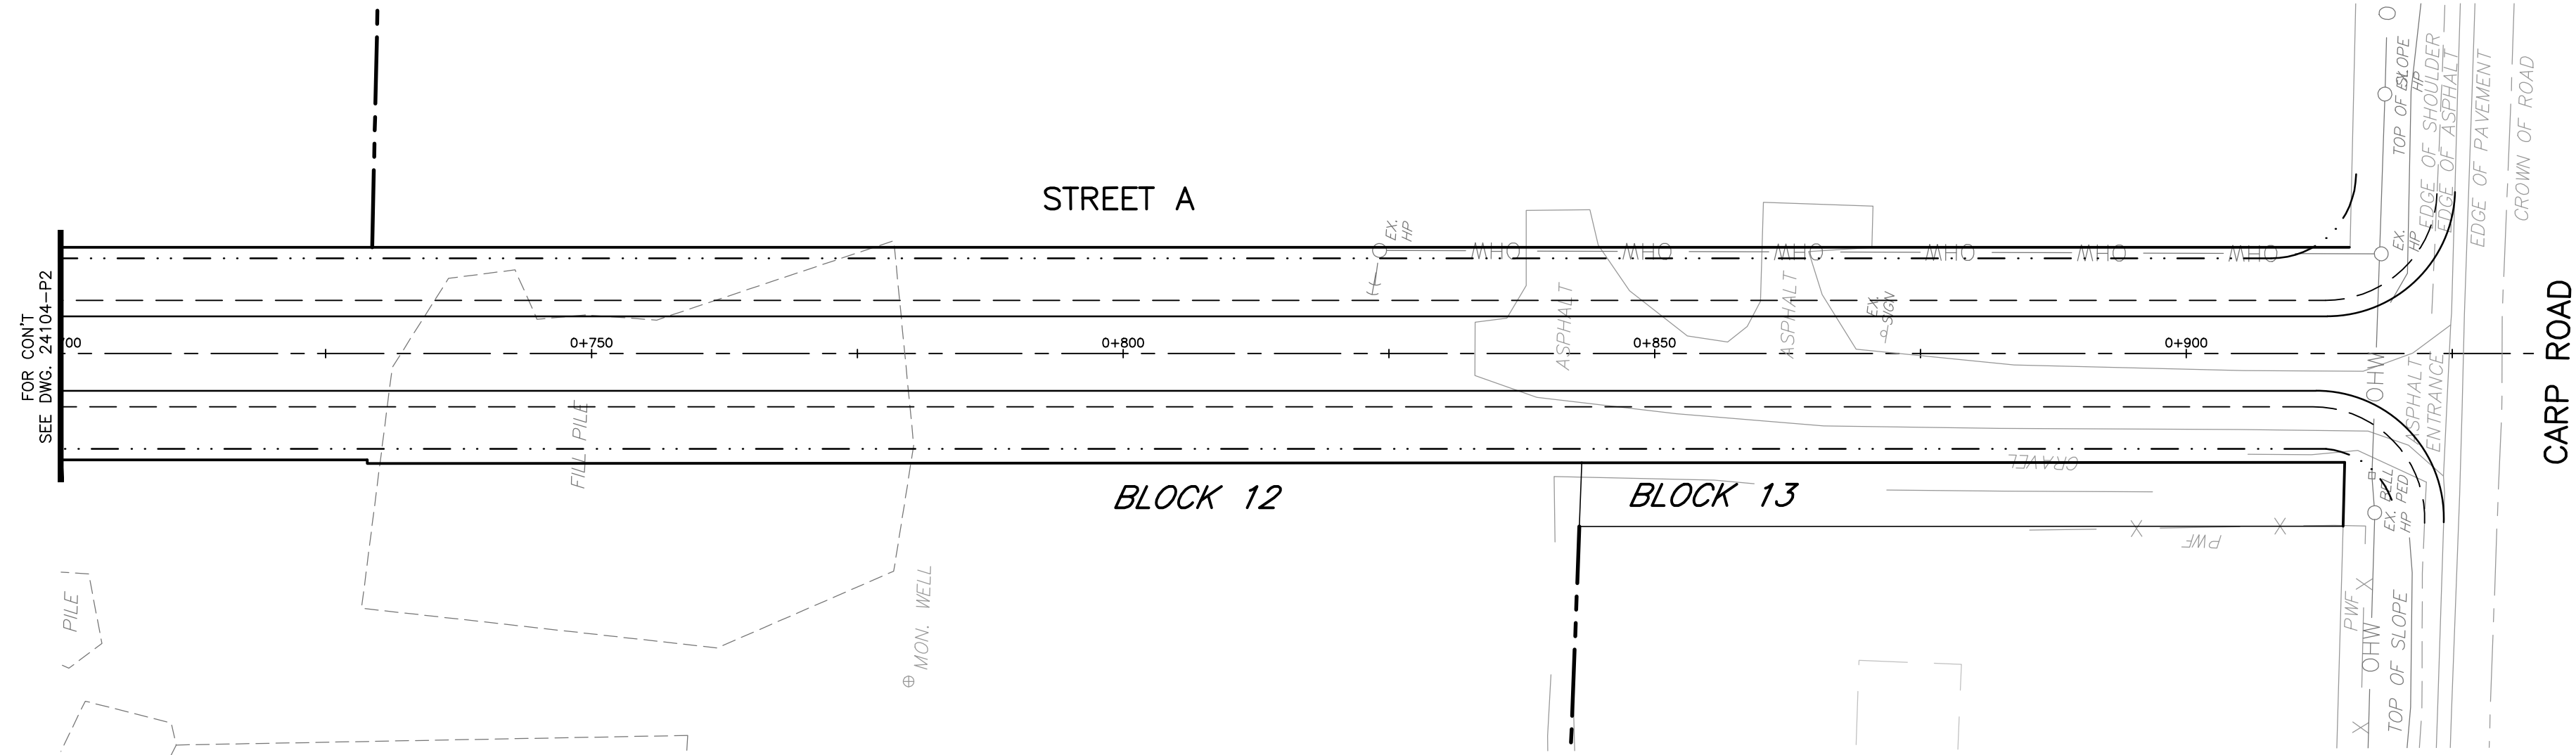 STREET A
FOR CON'T
SEE DWG. 24104-P2
00
0+750
0+800
0+850
0+900
EX.
HP
OHW
OHW
OHW
OHW
OHW
OHW
ASPHALT
ASPHALT
EX.
SIGN
FILL PILE
PILE
MON. WELL
BLOCK 12
BLOCK 13
GRAVEL
PWF
X
X
O
TOP OF SLOPE
EX.
HP
EDGE OF SHOULDER
EDGE OF ASPHALT
EDGE OF PAVEMENT
CROWN OF ROAD
EX.
HP
OHW
ASPHALT
ENTRANCE
BELL
PED
EX.
HP
X
PWF
OHW
TOP OF SLOPE
X
CARP ROAD